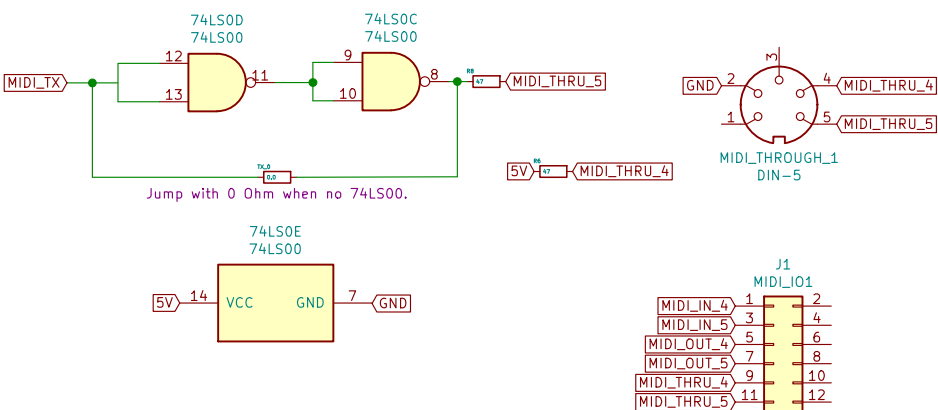 74LS0D
74LS00
74LS0C
74LS00
MIDI_TX
12
13
11
9
10
8
R8
47
MIDI_THRU_5
TX_0
0.0
Jump with 0 Ohm when no 74LS00.
5V
R6
47
MIDI_THRU_4
3
GND
2
4
MIDI_THRU_4
1
5
MIDI_THRU_5
MIDI_THROUGH_1
DIN-5
74LS0E
74LS00
5V
14
VCC
GND
7
GND
J1
MIDI_IO1
MIDI_IN_4
1
2
MIDI_IN_5
3
4
MIDI_OUT_4
5
6
MIDI_OUT_5
7
8
MIDI_THRU_4
9
10
MIDI_THRU_5
11
12